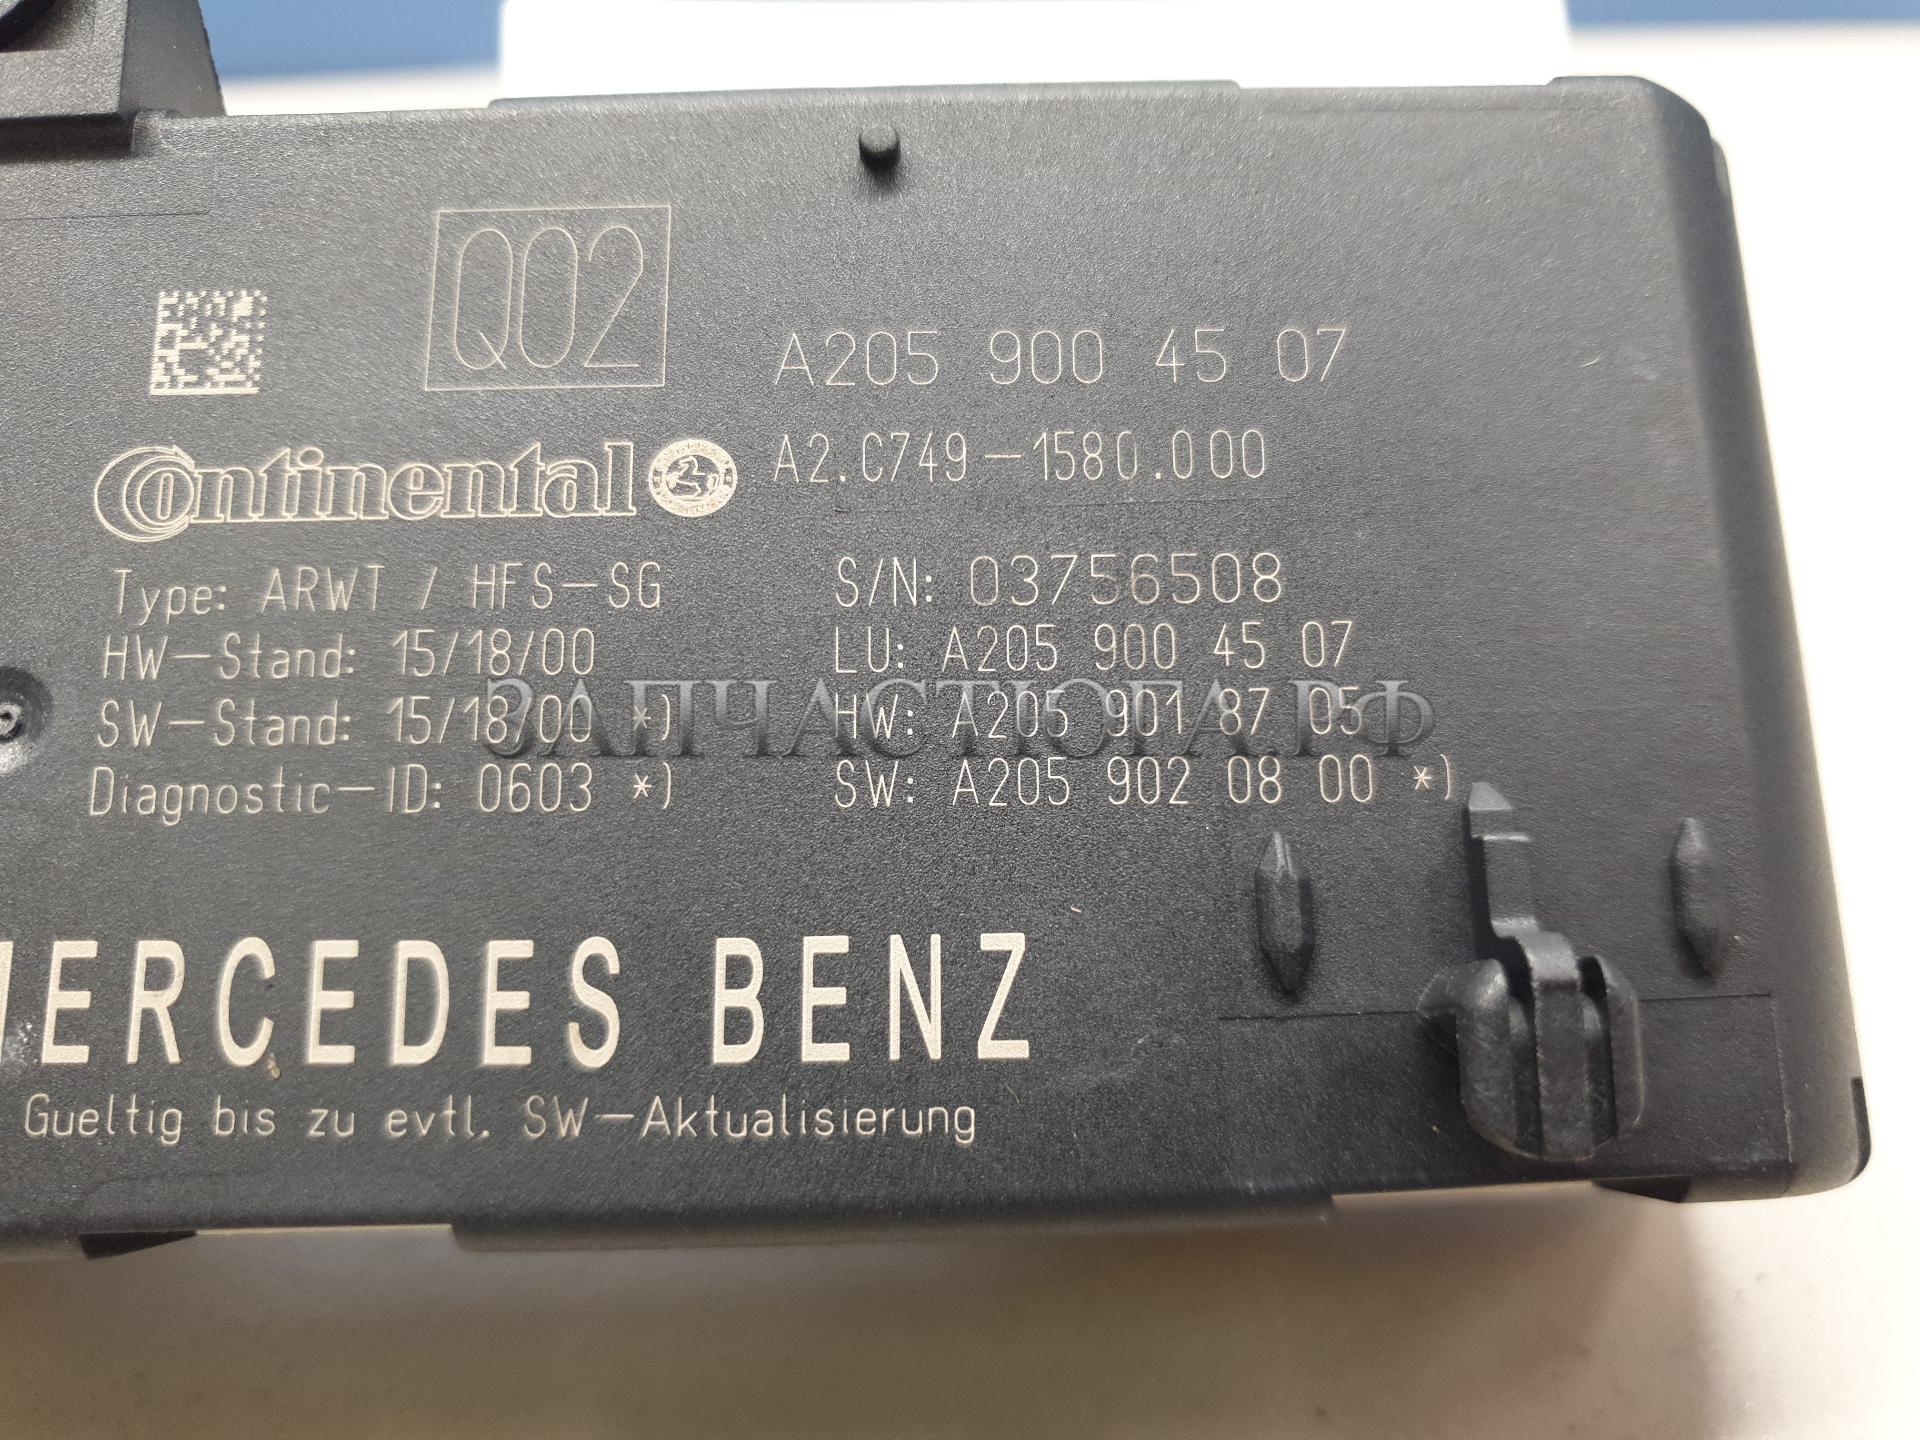 Q02
A205 900 45 07
Continental
A2.C749-1580.000
Type: ARWT / HFS-SG
S/N: 03756508
HW-Stand: 15/18/00
LU: A205 900 45 07
SW-Stand: 15/18/00 *)
HW: A205 901 87 05
ЗАПЧАСТЮГА.РФ
Diagnostic-ID: 0603 *)
SW: A205 902 08 00 *)
MERCEDES BENZ
Gueltig bis zu evtl. SW-Aktualisierung